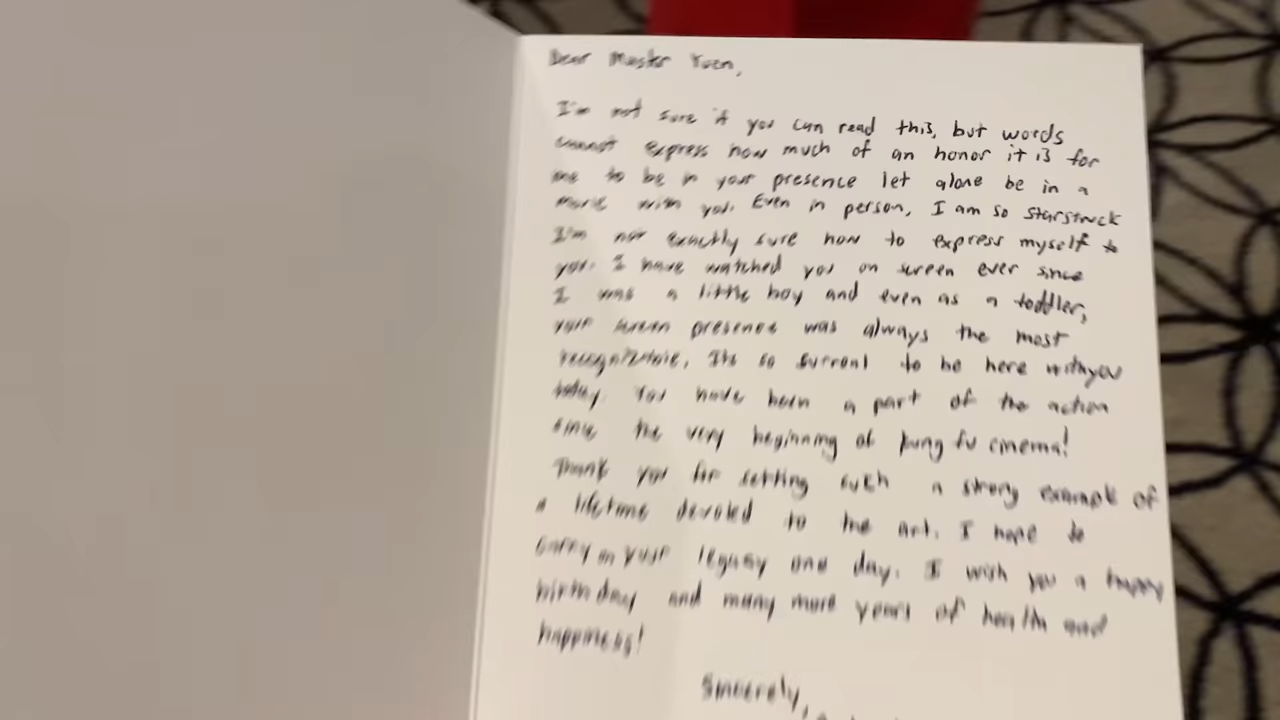 Dear Master Yuen,
I'm not sure if you can read this, but words
cannot express how much of an honor it is for
me to be in your presence let alone be in a
movie with you. Even in person, I am so starstruck
I'm not exactly sure how to express myself to
you. I have watched you on screen ever since
I was a little boy and even as a toddler,
your screen presence was always the most
recognizable. Its so surreal to be here with you
today. You have been a part of the action
since the very beginning of kung fu cinema!
Thank you for setting such a strong example of
a lifetime devoted to the art. I hope to
carry on your legacy one day. I wish you a happy
birthday and many more years of health and
happiness!
Sincerely,